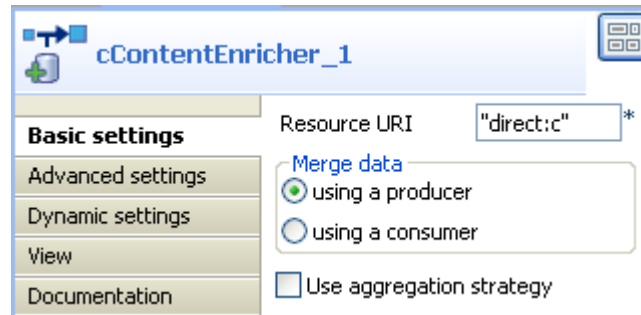 cContentEnricher_1
Basic settings
Advanced settings
Dynamic settings
View
Documentation
Resource URI "direct:c" *
Merge data
using a producer
using a consumer
Use aggregation strategy